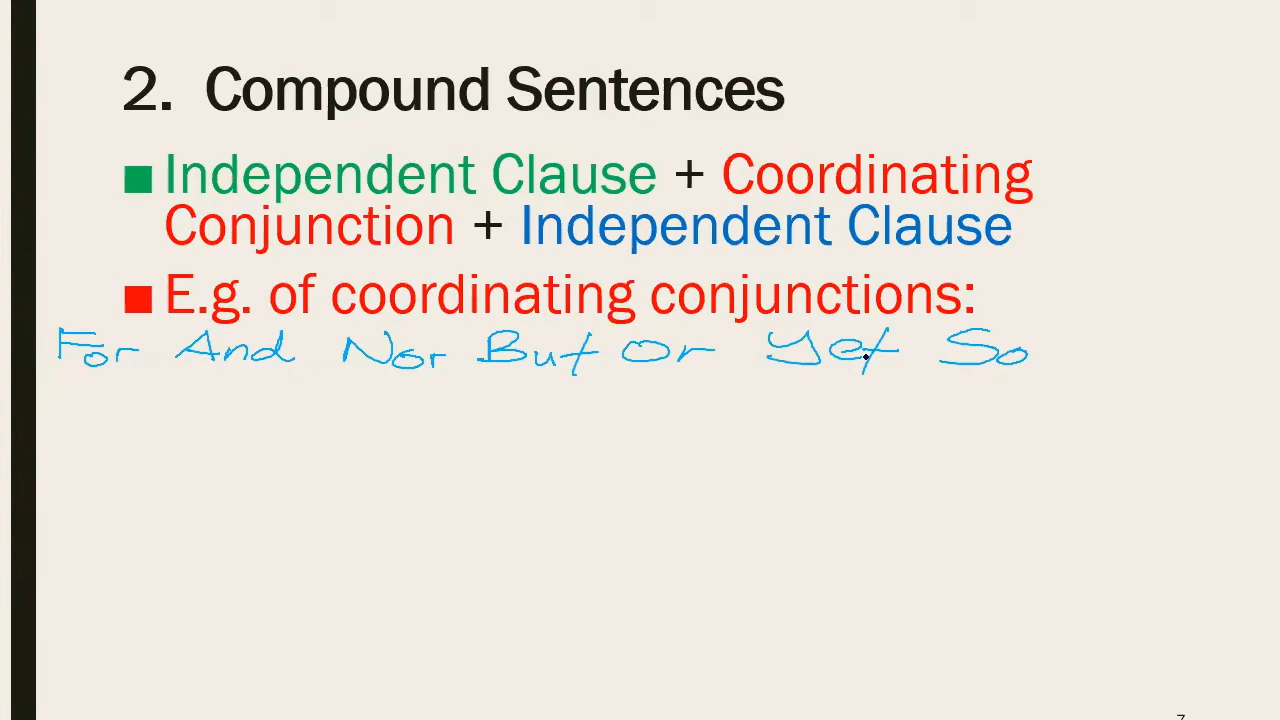 2. Compound Sentences
Independent Clause + Coordinating
Conjunction + Independent Clause
E.g. of coordinating conjunctions:
For And Nor But Or Yet So
7